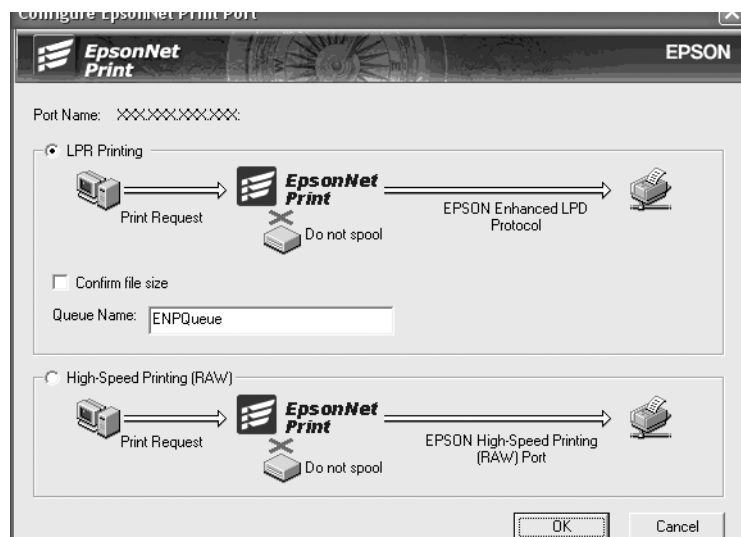 Configure EpsonNet Print Port
EpsonNet
Print
EPSON
Port Name: XXX.XXX.XXX.XXX:
LPR Printing
EpsonNet
Print
Print Request
EPSON Enhanced LPD
Protocol
Do not spool
Confirm file size
Queue Name: ENPQueue
High-Speed Printing (RAW)
EpsonNet
Print
Print Request
EPSON High-Speed Printing
(RAW) Port
Do not spool
OK
Cancel